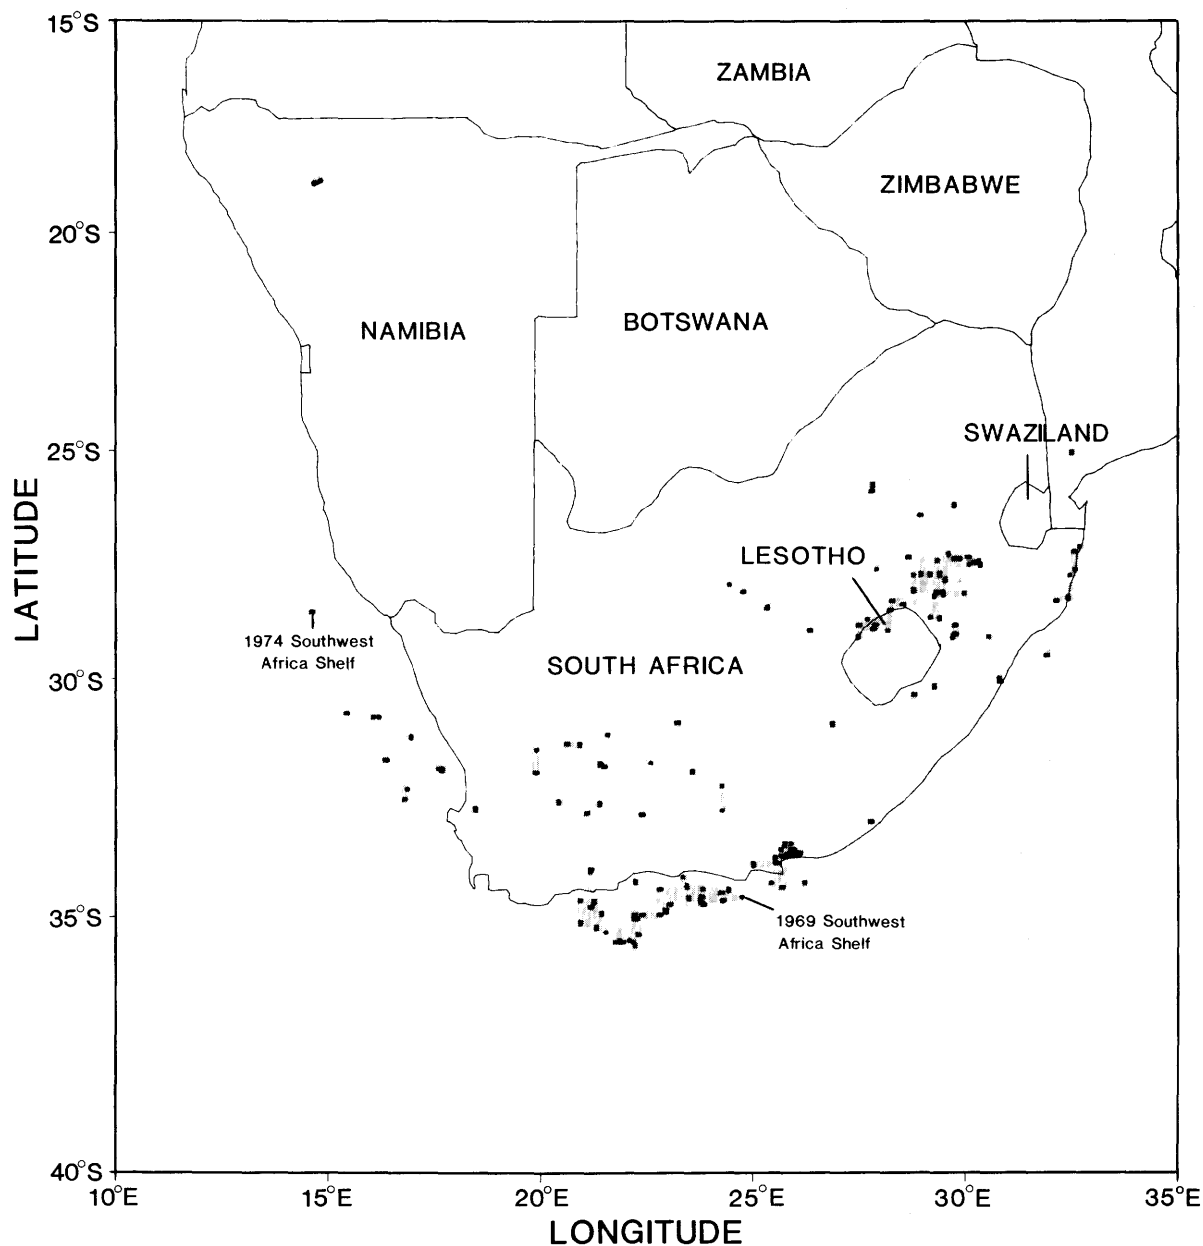 15°S
ZAMBIA
ZIMBABWE
20°S
NAMIBIA
BOTSWANA
SWAZILAND
25°S
LATITUDE
LESOTHO
1974 Southwest
Africa Shelf
SOUTH AFRICA
30°S
35°S
1969 Southwest
Africa Shelf
40°S
10°E
15°E
20°E
25°E
30°E
35°E
LONGITUDE